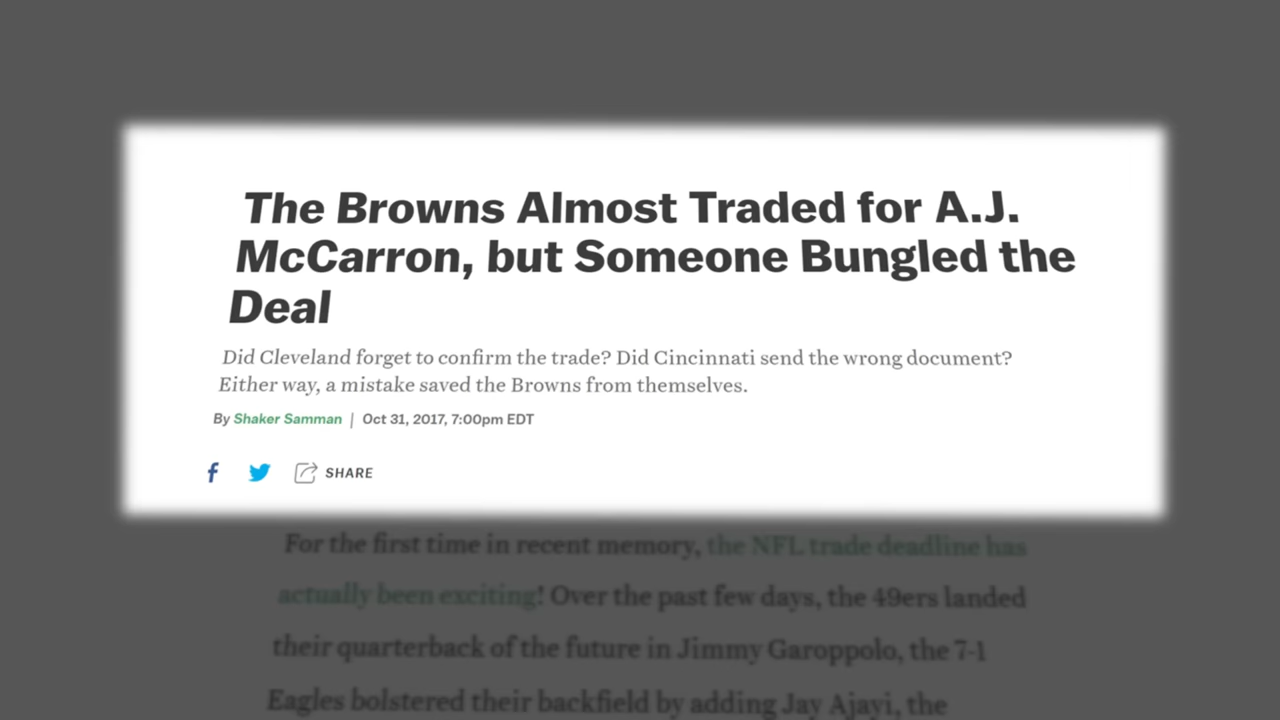 The Browns Almost Traded for A.J.
McCarron, but Someone Bungled the
Deal
Did Cleveland forget to confirm the trade? Did Cincinnati send the wrong document?
Either way, a mistake saved the Browns from themselves.
By Shaker Samman | Oct 31, 2017, 7:00pm EDT
SHARE
For the first time in recent memory, the NFL trade deadline has
actually been exciting! Over the past few days, the 49ers landed
their quarterback of the future in Jimmy Garoppolo, the 7-1
Eagles bolstered their backfield by adding Jay Ajayi, the